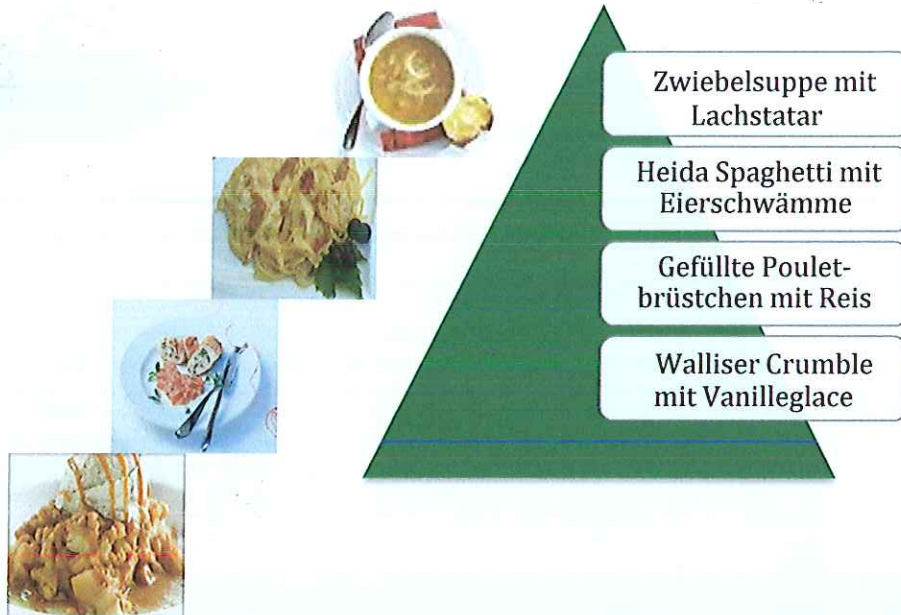 Zwiebelsuppe mit
Lachstatar
Heida Spaghetti mit
Eierschwämme
Gefüllte Poulet-
brüstchen mit Reis
Walliser Crumble
mit Vanilleglace